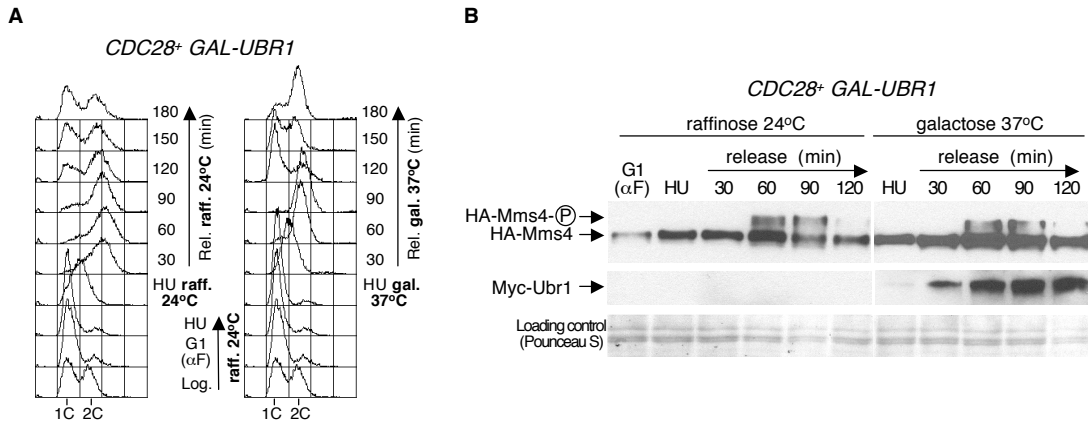 A
CDC28+ GAL-UBR1
180
150
120
90
60
30
Rel. raff. 24ºC (min)
HU raff.
24ºC
HU
G1
(αF)
Log.
raff. 24ºC
180
150
120
90
60
30
Rel. gal. 37ºC (min)
HU gal.
37ºC
1C 2C
1C 2C
B
CDC28+ GAL-UBR1
raffinose 24ºC galactose 37ºC
G1
(αF) HU release (min) HU release (min)
30 60 90 120 30 60 90 120
HA-Mms4-P
HA-Mms4
Myc-Ubr1
Loading control
(Pounceau S)